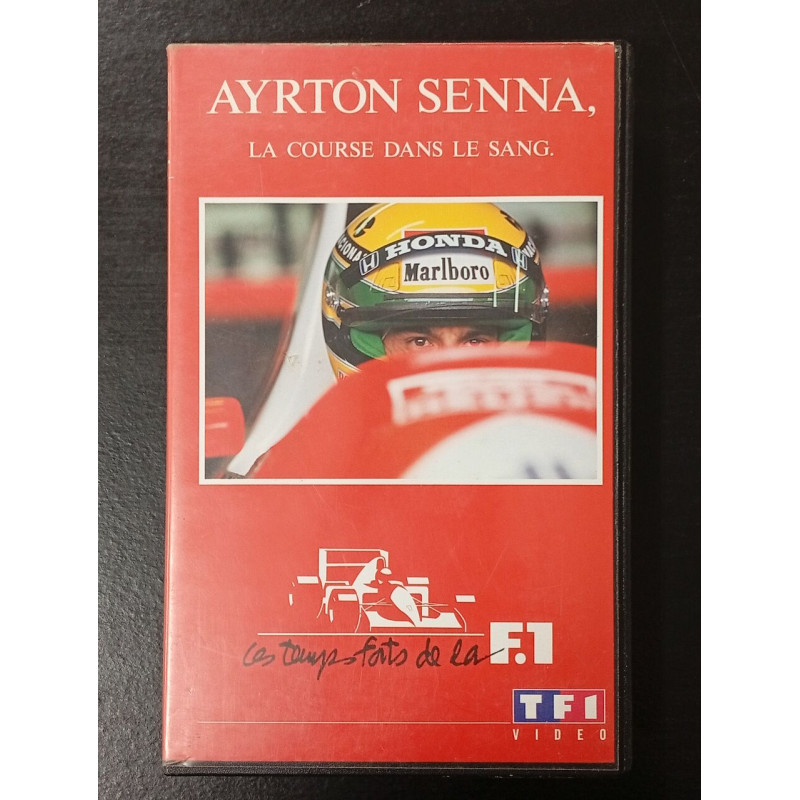 AYRTON SENNA,
LA COURSE DANS LE SANG.
HONDA
Marlboro
Les temps forts de la F.1
TF1
VIDEO